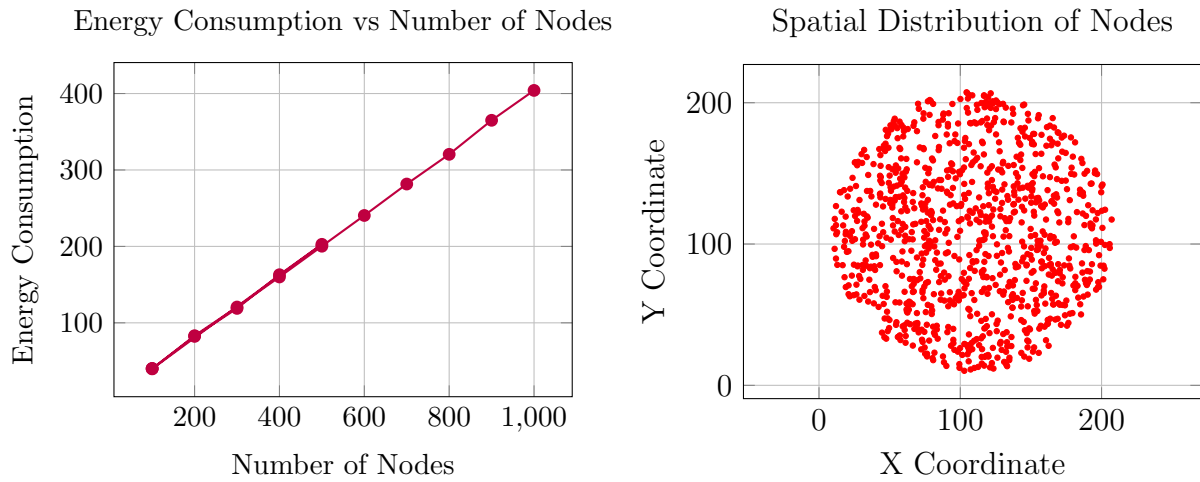 Energy Consumption vs Number of Nodes
Energy Consumption
400
300
200
100
200
400
600
800
1,000
Number of Nodes
Spatial Distribution of Nodes
Y Coordinate
200
100
0
0
100
200
X Coordinate